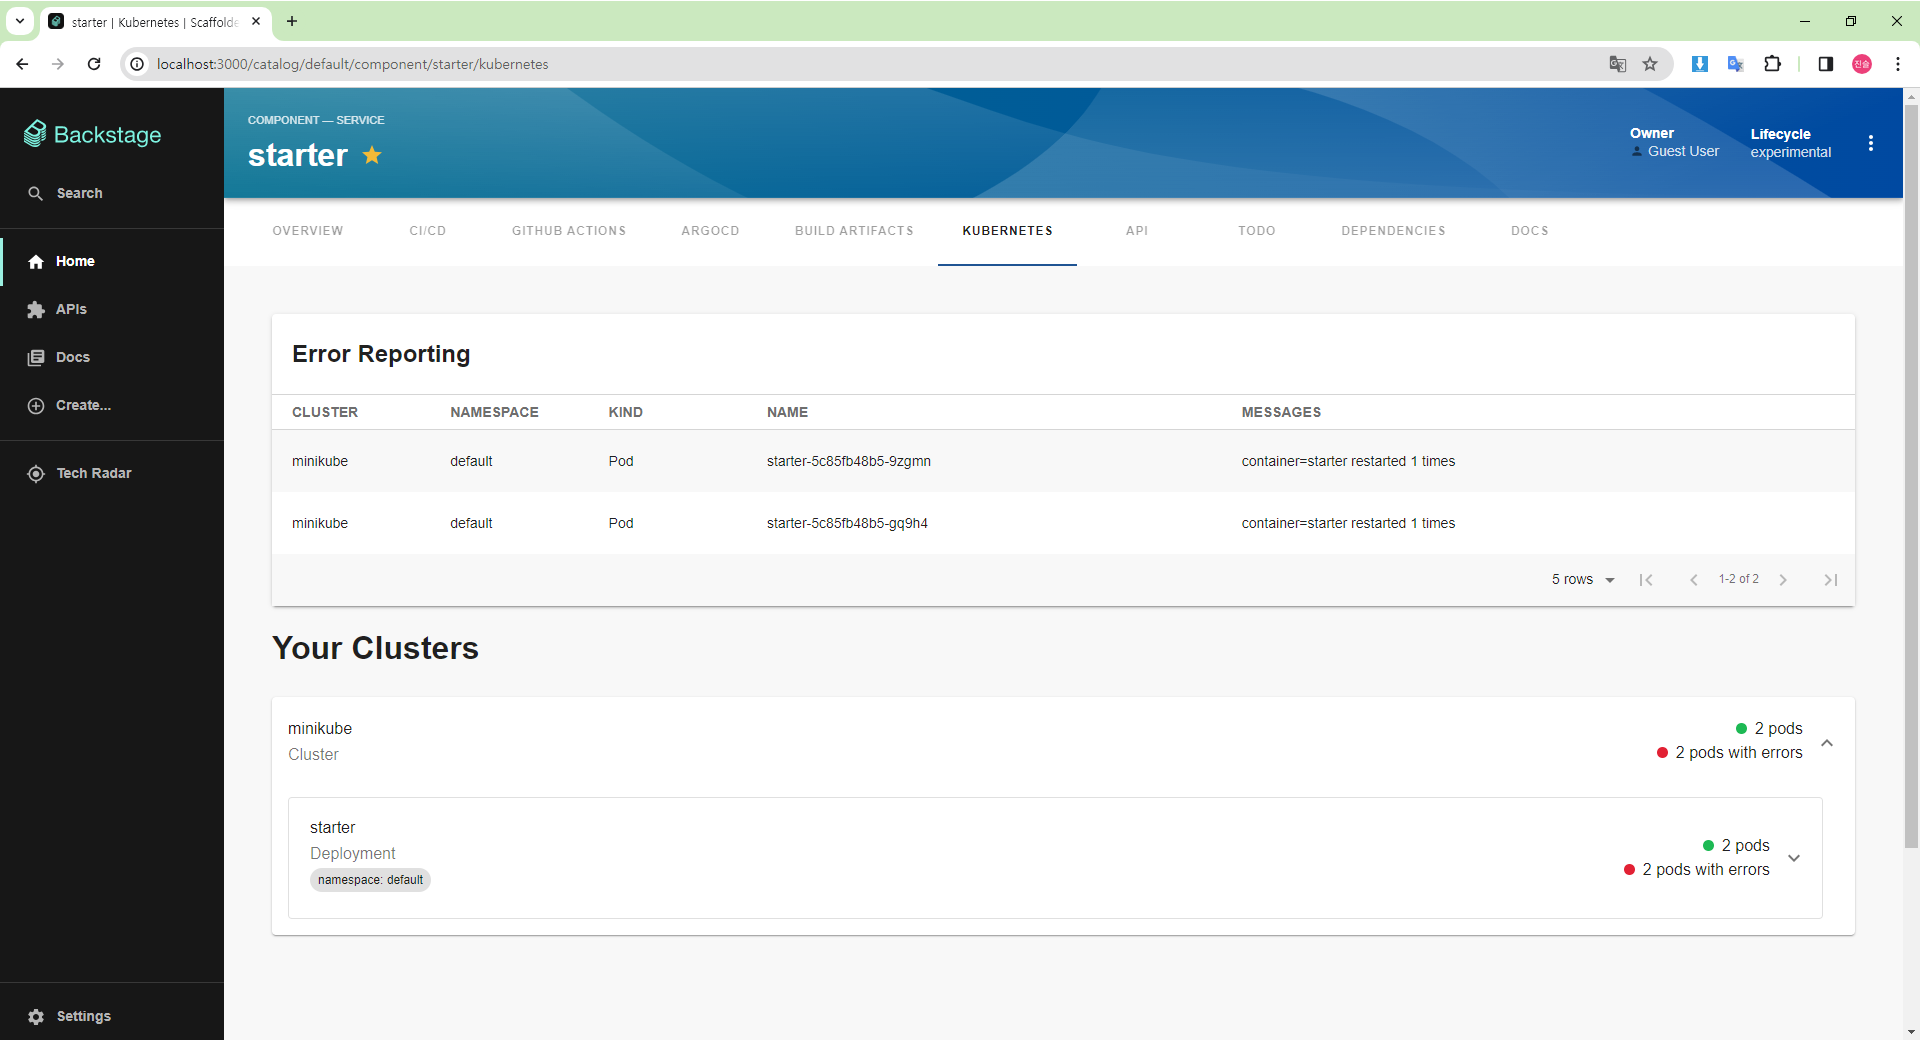 starter | Kubernetes | Scaffolde
localhost:3000/catalog/default/component/starter/kubernetes
진솔
Backstage
Search
Home
APIs
Docs
Create...
Tech Radar
Settings
COMPONENT — SERVICE
starter
Owner
Guest User
Lifecycle
experimental
OVERVIEW CI/CD GITHUB ACTIONS ARGOCD BUILD ARTIFACTS KUBERNETES API TODO DEPENDENCIES DOCS
Error Reporting
CLUSTER NAMESPACE KIND NAME MESSAGES
minikube default Pod starter-5c85fb48b5-9zgmn container=starter restarted 1 times
minikube default Pod starter-5c85fb48b5-gq9h4 container=starter restarted 1 times
5 rows 1-2 of 2
Your Clusters
minikube
Cluster
2 pods
2 pods with errors
starter
Deployment
namespace: default
2 pods
2 pods with errors